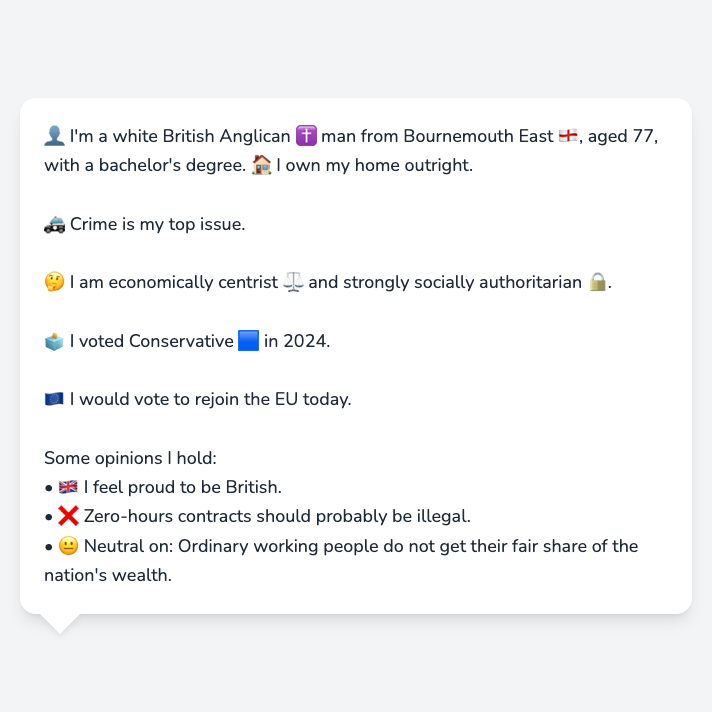 👤 I'm a white British Anglican ✝️ man from Bournemouth East 🏴󠁧󠁢󠁥󠁮󠁧󠁿, aged 77,
with a bachelor's degree. 🏠 I own my home outright.
🚓 Crime is my top issue.
🤔 I am economically centrist ⚖️ and strongly socially authoritarian 🔒.
🗳️ I voted Conservative 🟦 in 2024.
🇪🇺 I would vote to rejoin the EU today.
Some opinions I hold:
• 🇬🇧 I feel proud to be British.
• ❌ Zero-hours contracts should probably be illegal.
• 😐 Neutral on: Ordinary working people do not get their fair share of the
nation's wealth.